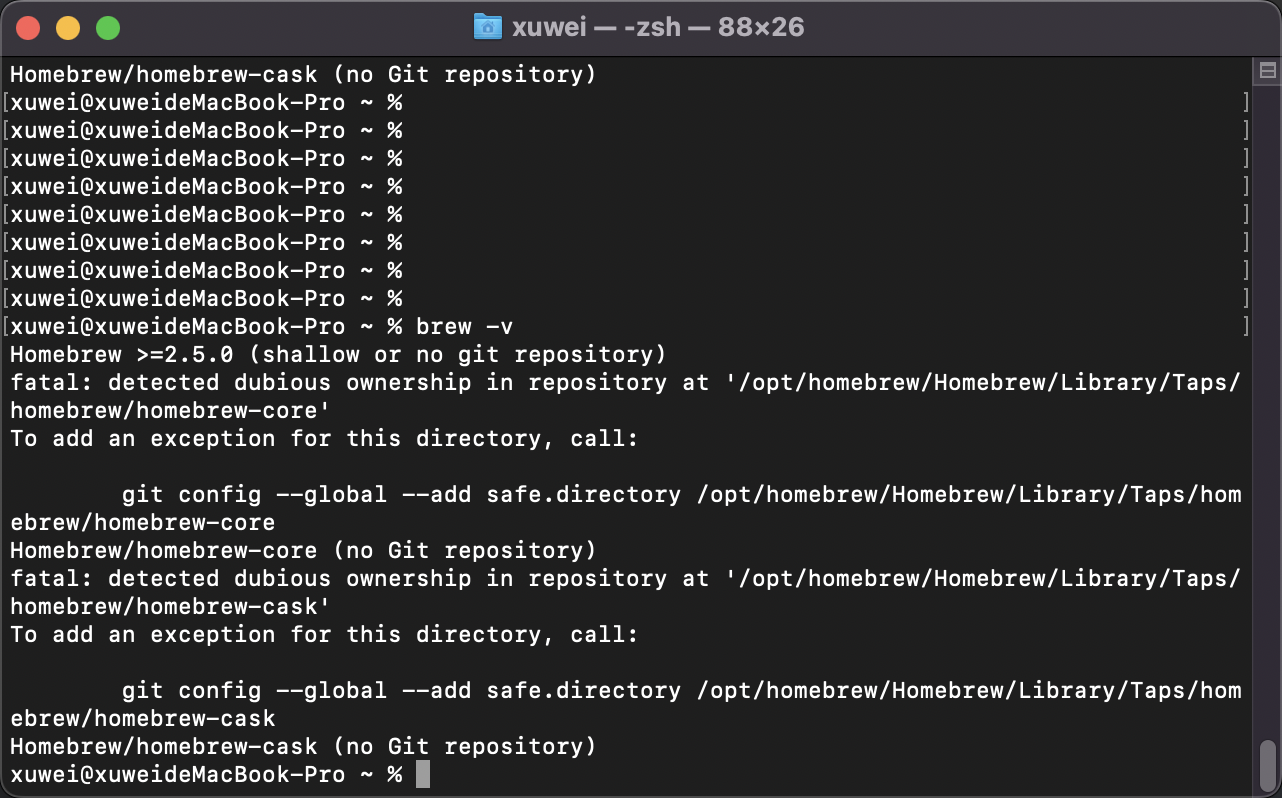 xuwei — -zsh — 88×26
Homebrew/homebrew-cask (no Git repository)
[xuwei@xuweideMacBook-Pro ~ % ]
[xuwei@xuweideMacBook-Pro ~ % ]
[xuwei@xuweideMacBook-Pro ~ % ]
[xuwei@xuweideMacBook-Pro ~ % ]
[xuwei@xuweideMacBook-Pro ~ % ]
[xuwei@xuweideMacBook-Pro ~ % ]
[xuwei@xuweideMacBook-Pro ~ % ]
[xuwei@xuweideMacBook-Pro ~ % ]
[xuwei@xuweideMacBook-Pro ~ % brew -v ]
Homebrew >=2.5.0 (shallow or no git repository)
fatal: detected dubious ownership in repository at '/opt/homebrew/Homebrew/Library/Taps/
homebrew/homebrew-core'
To add an exception for this directory, call:
git config --global --add safe.directory /opt/homebrew/Homebrew/Library/Taps/hom
ebrew/homebrew-core
Homebrew/homebrew-core (no Git repository)
fatal: detected dubious ownership in repository at '/opt/homebrew/Homebrew/Library/Taps/
homebrew/homebrew-cask'
To add an exception for this directory, call:
git config --global --add safe.directory /opt/homebrew/Homebrew/Library/Taps/hom
ebrew/homebrew-cask
Homebrew/homebrew-cask (no Git repository)
xuwei@xuweideMacBook-Pro ~ %